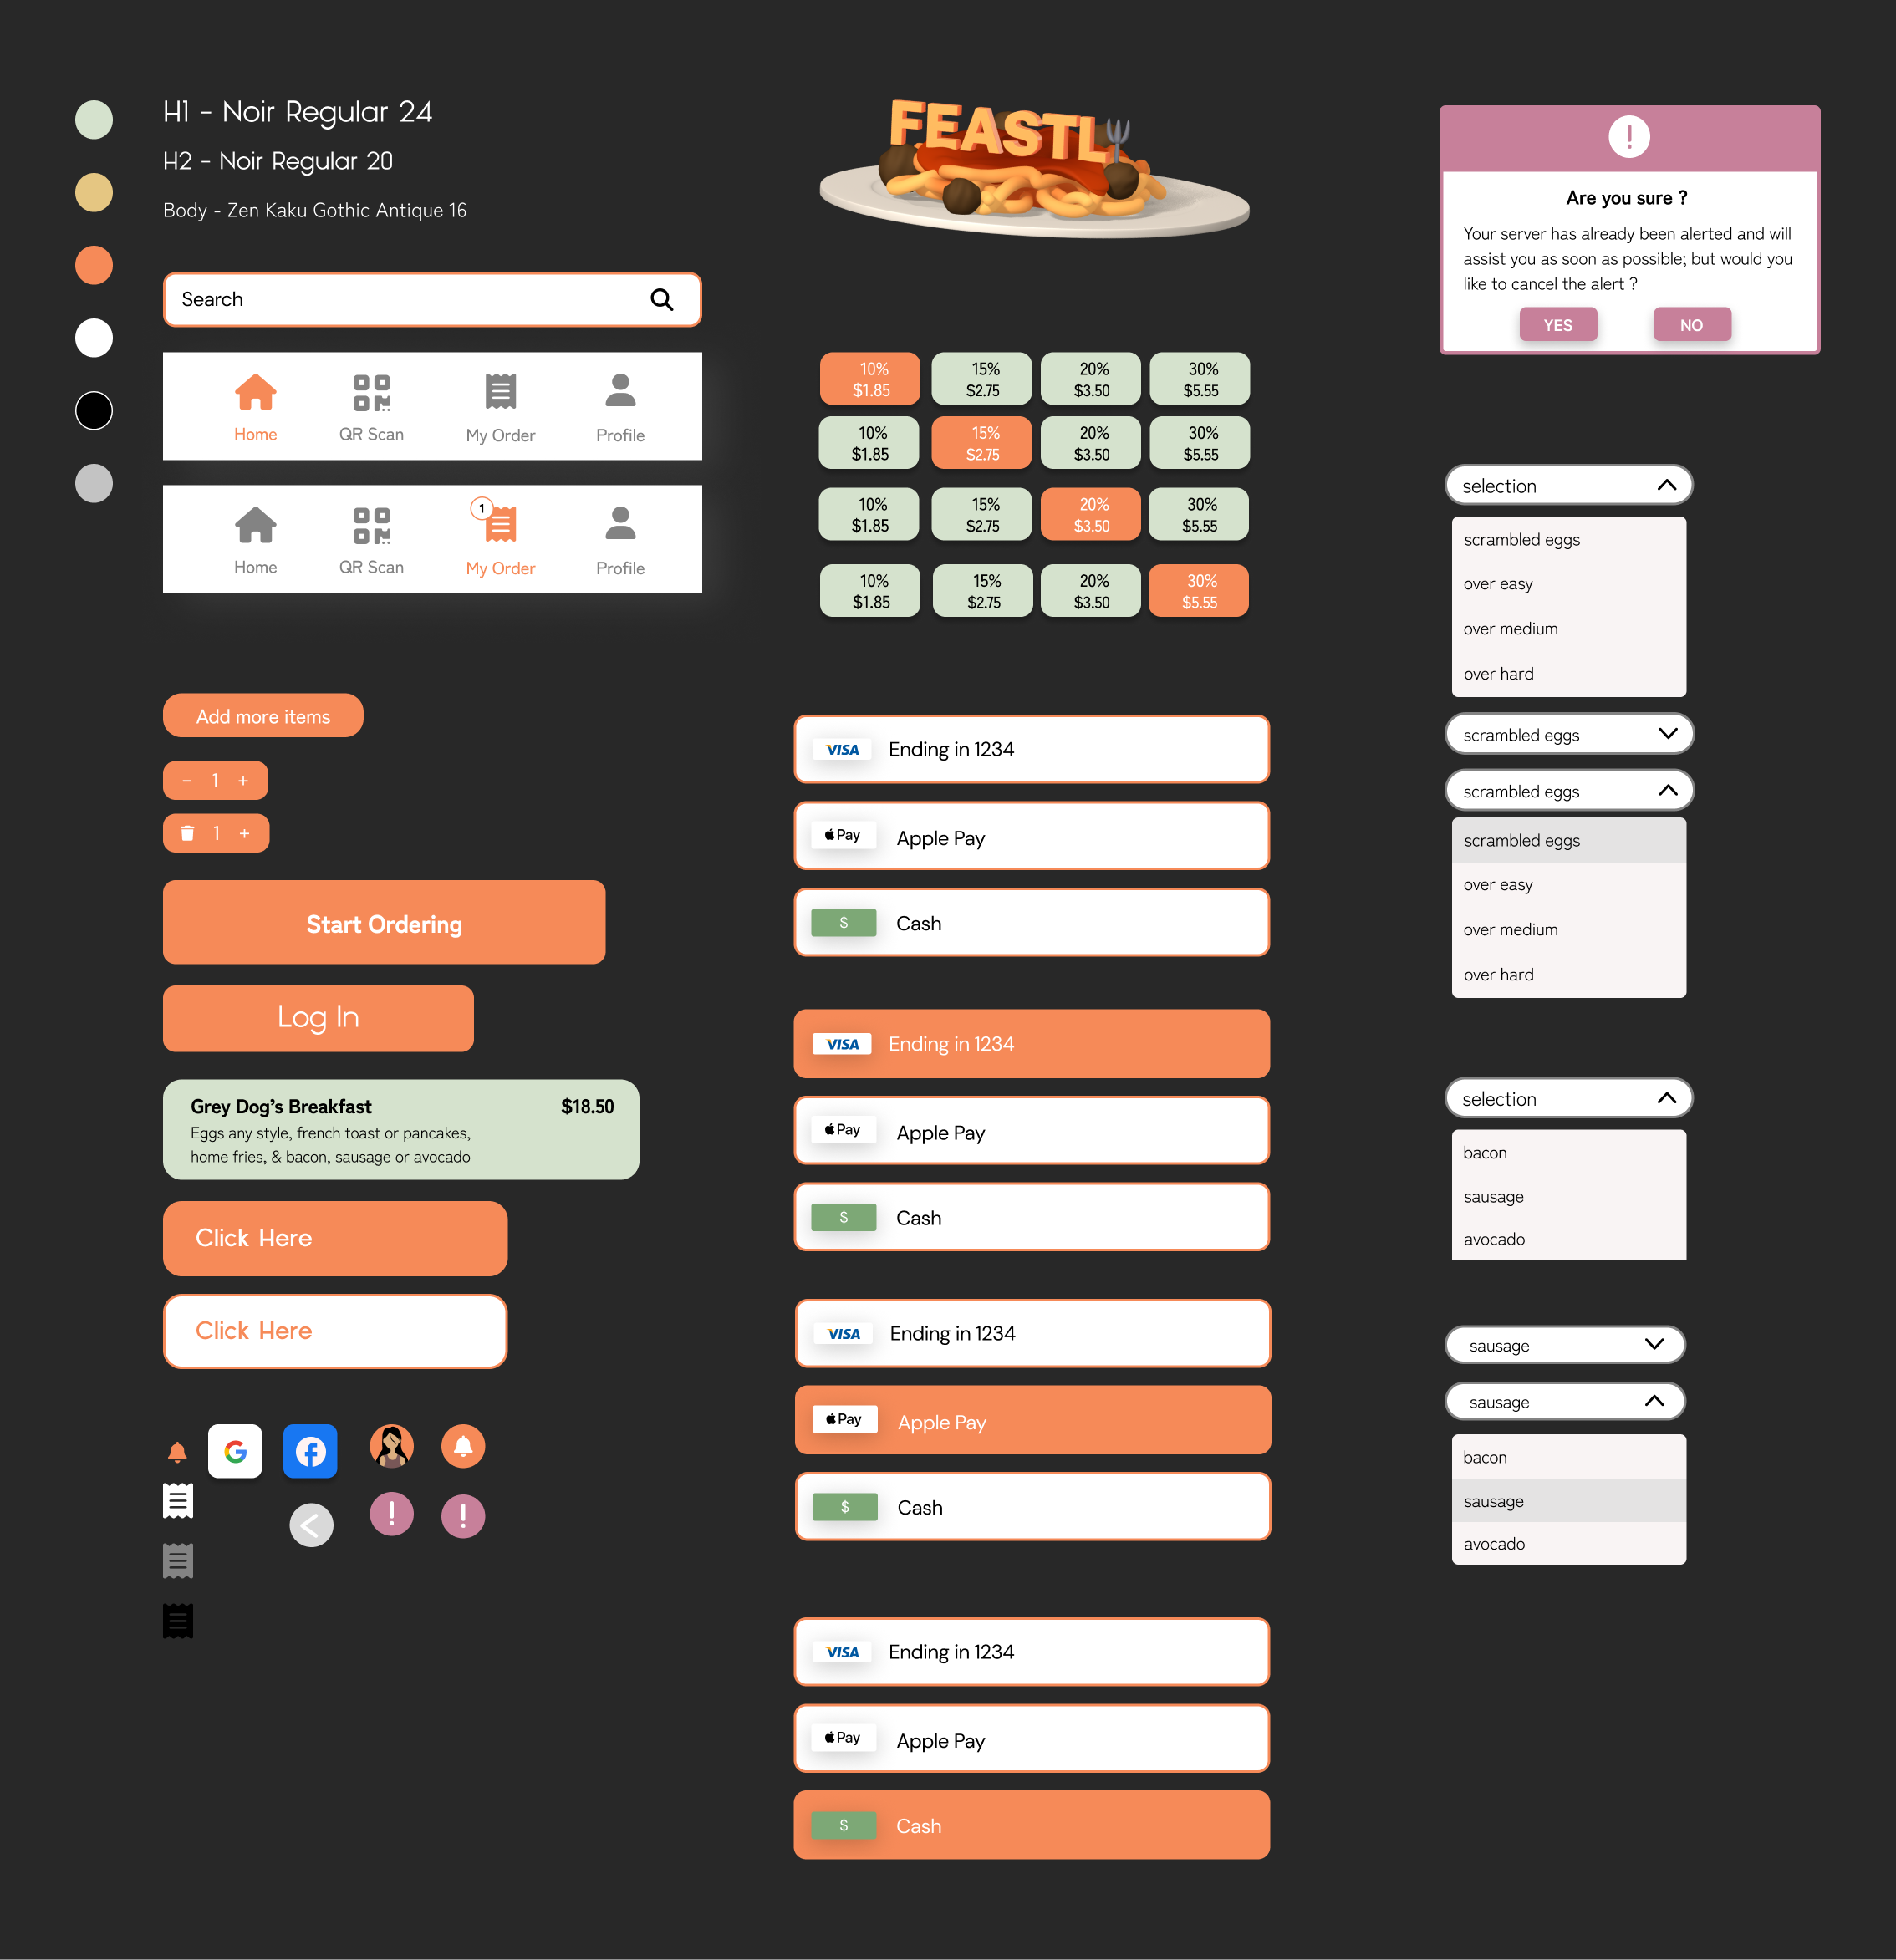 H1 - Noir Regular 24
H2 - Noir Regular 20
Body - Zen Kaku Gothic Antique 16
Search
Home
QR Scan
My Order
Profile
1
Home
QR Scan
My Order
Profile
Add more items
- 1 +
1 +
Start Ordering
Log In
Grey Dog's Breakfast $18.50
Eggs any style, french toast or pancakes,
home fries, & bacon, sausage or avocado
Click Here
Click Here
FEASTL
10% 15% 20% 30%
$1.85 $2.75 $3.50 $5.55
10% 15% 20% 30%
$1.85 $2.75 $3.50 $5.55
10% 15% 20% 30%
$1.85 $2.75 $3.50 $5.55
10% 15% 20% 30%
$1.85 $2.75 $3.50 $5.55
VISA Ending in 1234
Pay Apple Pay
$ Cash
VISA Ending in 1234
Pay Apple Pay
$ Cash
VISA Ending in 1234
Pay Apple Pay
$ Cash
VISA Ending in 1234
Pay Apple Pay
$ Cash
Are you sure ?
Your server has already been alerted and will
assist you as soon as possible; but would you
like to cancel the alert ?
YES NO
selection
scrambled eggs
over easy
over medium
over hard
scrambled eggs
scrambled eggs
scrambled eggs
over easy
over medium
over hard
selection
bacon
sausage
avocado
sausage
sausage
bacon
sausage
avocado